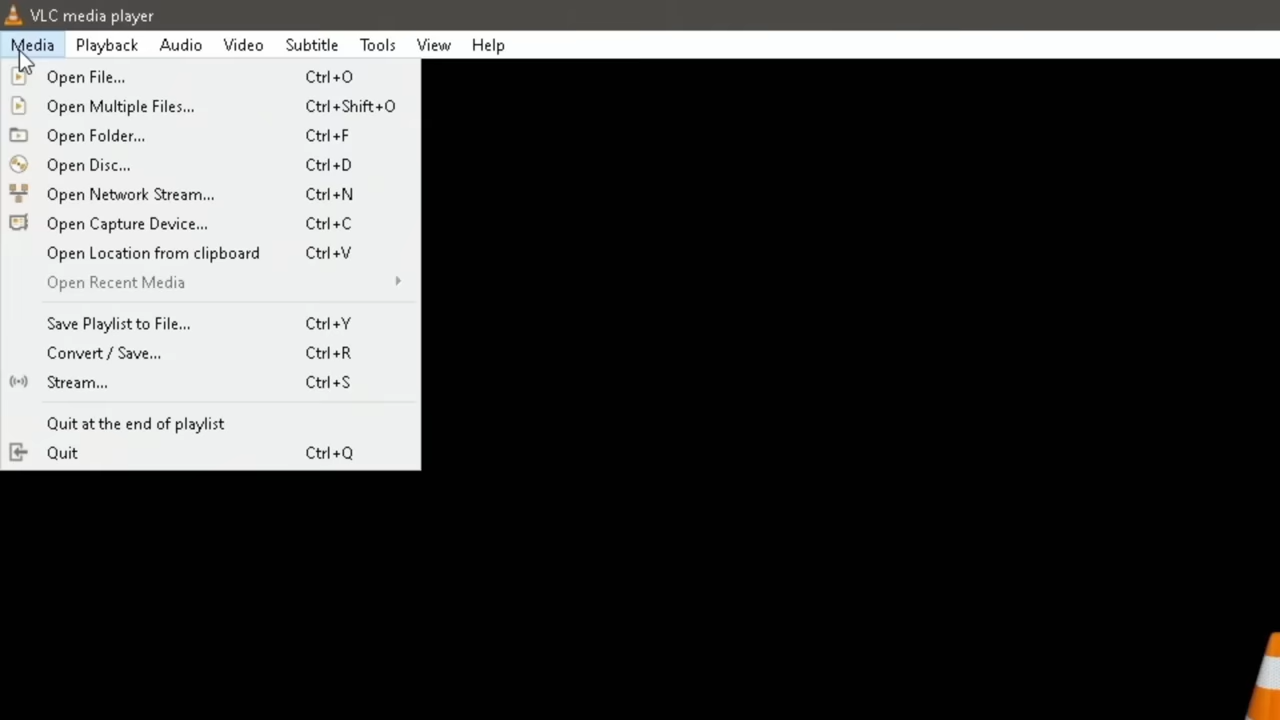 VLC media player
Media Playback Audio Video Subtitle Tools View Help
Open File... Ctrl+O
Open Multiple Files... Ctrl+Shift+O
Open Folder... Ctrl+F
Open Disc... Ctrl+D
Open Network Stream... Ctrl+N
Open Capture Device... Ctrl+C
Open Location from clipboard Ctrl+V
Open Recent Media
Save Playlist to File... Ctrl+Y
Convert / Save... Ctrl+R
Stream... Ctrl+S
Quit at the end of playlist
Quit Ctrl+Q